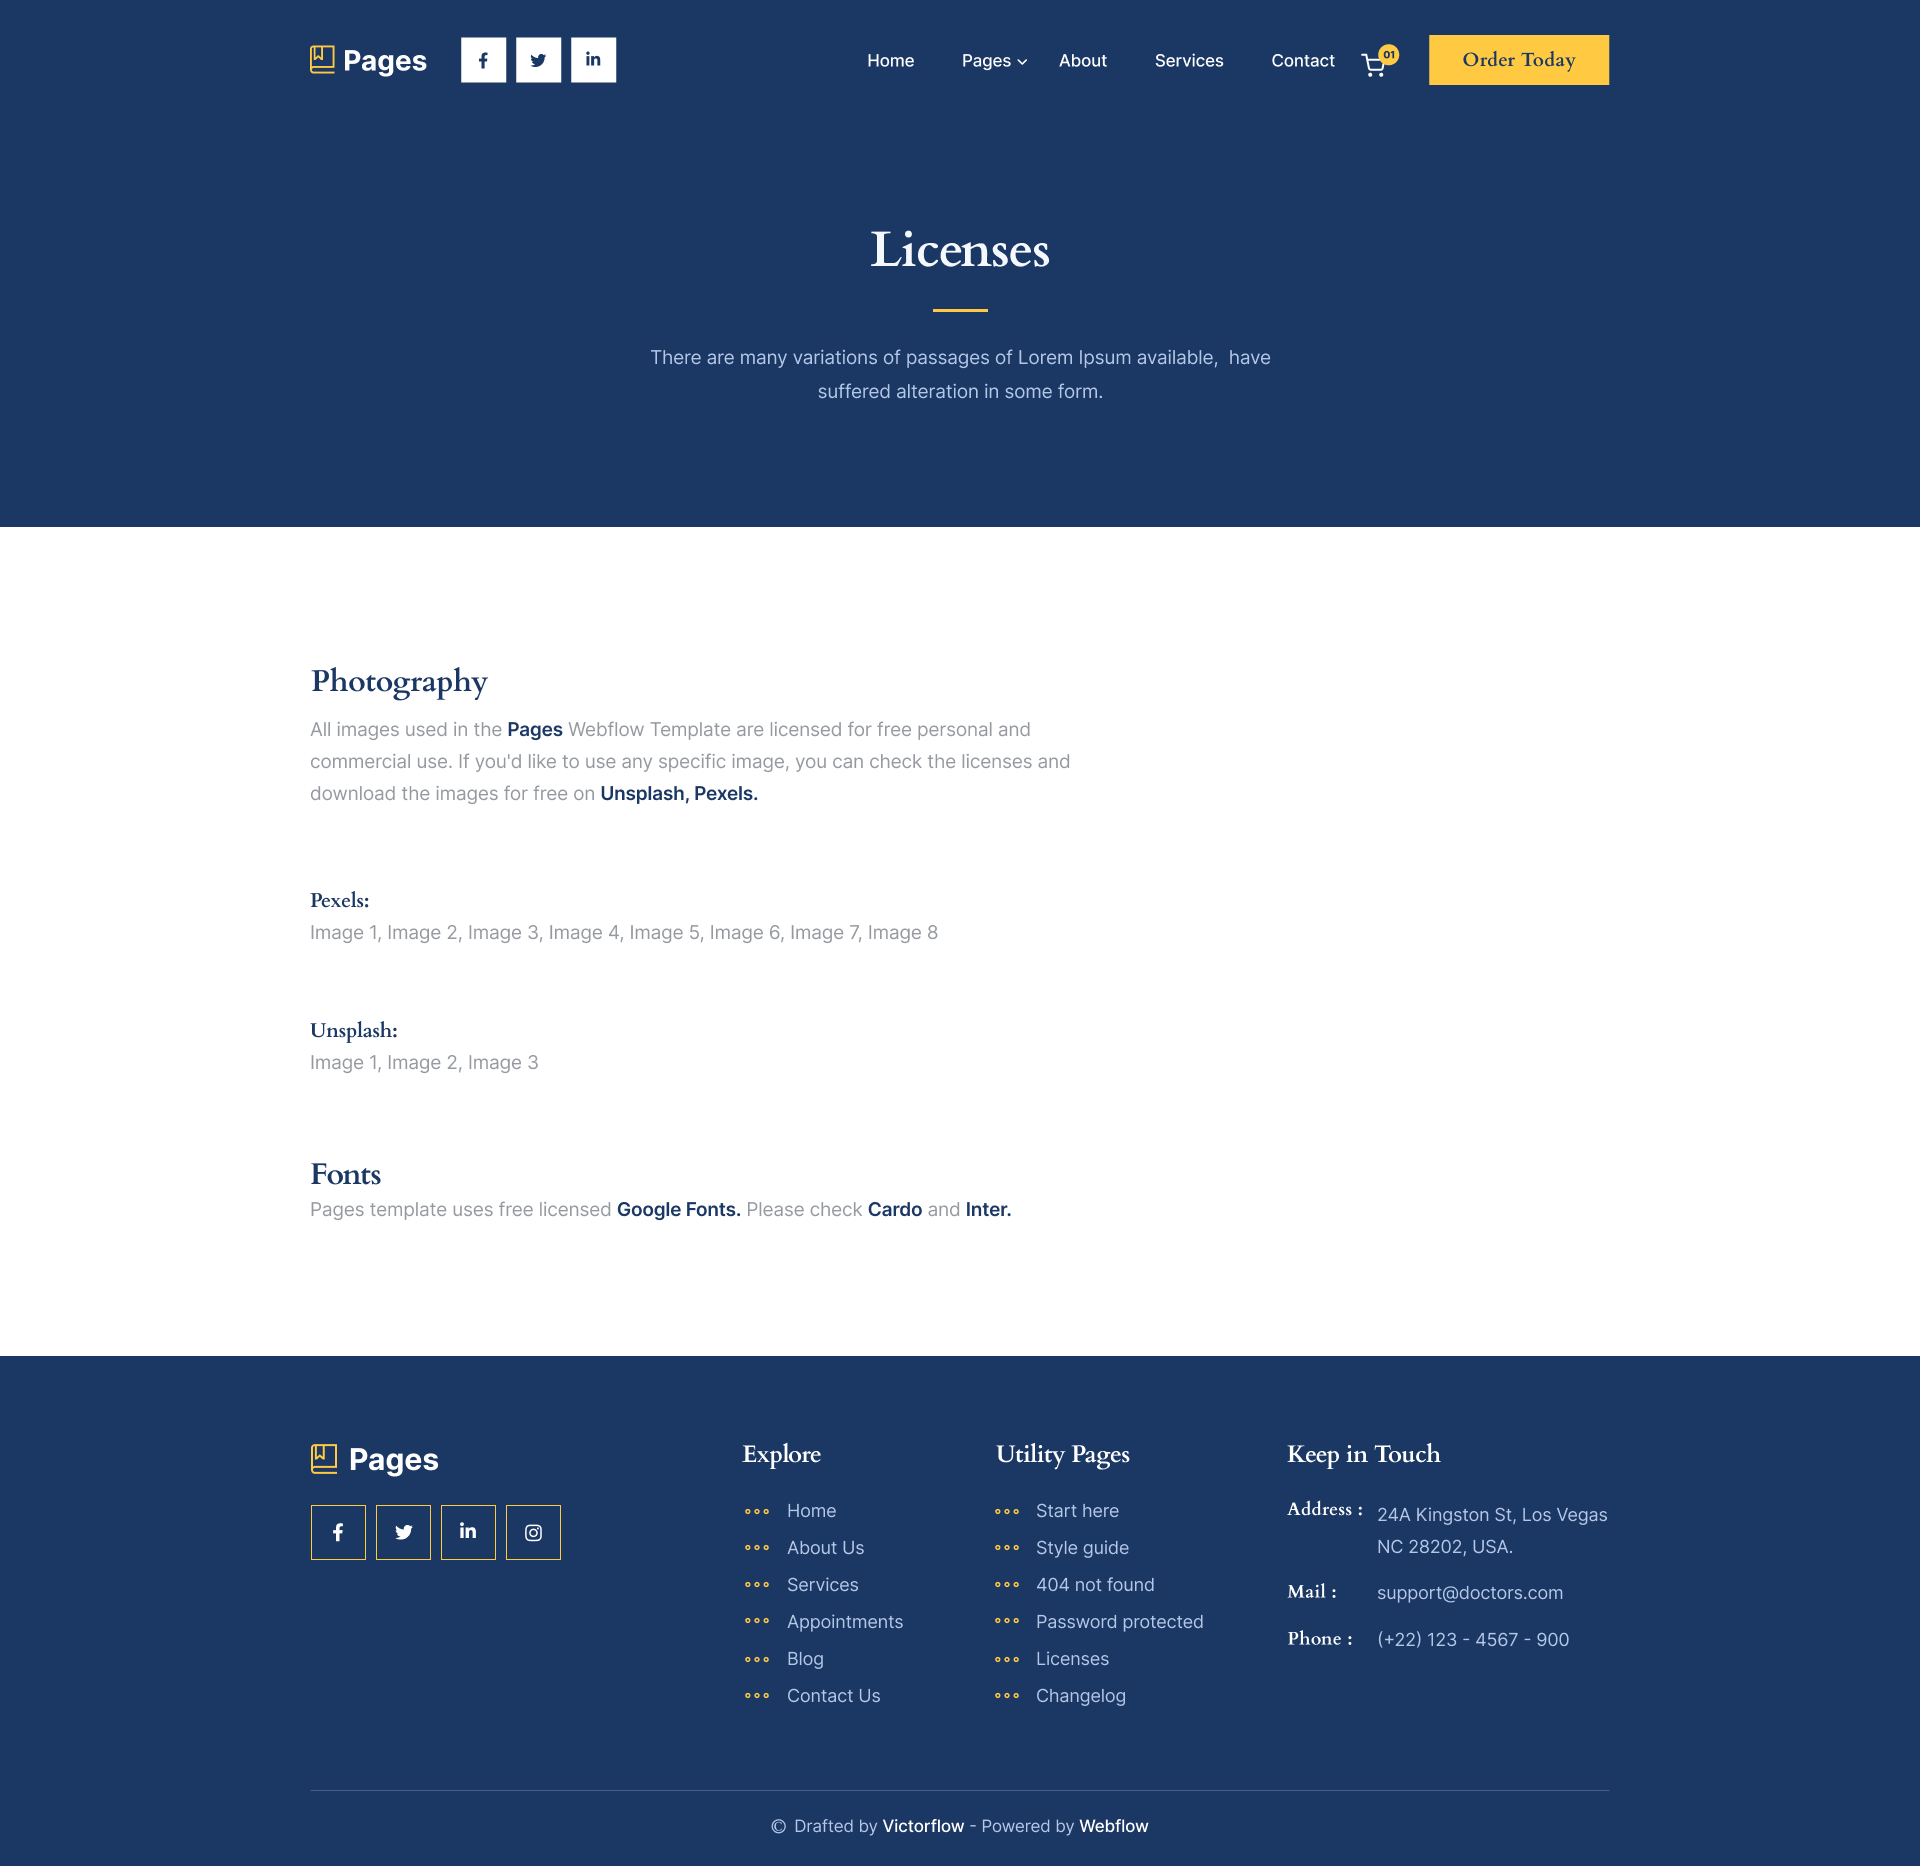 Pages
Home Pages About Services Contact 01 Order Today
Licenses
There are many variations of passages of Lorem Ipsum available,  have
suffered alteration in some form.
Photography
All images used in the Pages Webflow Template are licensed for free personal and
commercial use. If you'd like to use any specific image, you can check the licenses and
download the images for free on Unsplash, Pexels.
Pexels:
Image 1, Image 2, Image 3, Image 4, Image 5, Image 6, Image 7, Image 8
Unsplash:
Image 1, Image 2, Image 3
Fonts
Pages template uses free licensed Google Fonts. Please check Cardo and Inter.
Pages
Explore
Home
About Us
Services
Appointments
Blog
Contact Us
Utility Pages
Start here
Style guide
404 not found
Password protected
Licenses
Changelog
Keep in Touch
Address : 24A Kingston St, Los Vegas
NC 28202, USA.
Mail : support@doctors.com
Phone : (+22) 123 - 4567 - 900
© Drafted by Victorflow - Powered by Webflow